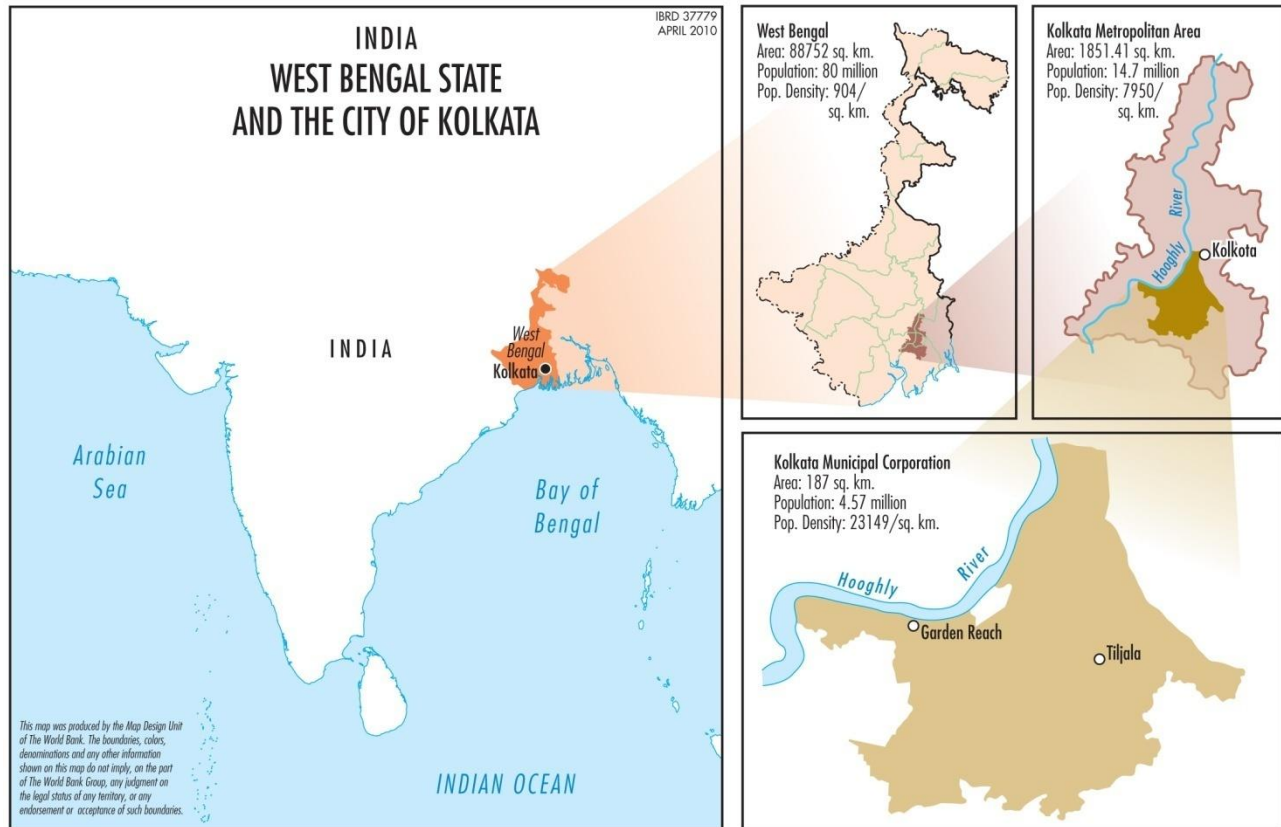 IBRD 37779
APRIL 2010
INDIA
WEST BENGAL STATE
AND THE CITY OF KOLKATA
INDIA
West
Bengal
Kolkata
Arabian
Sea
Bay of
Bengal
INDIAN OCEAN
This map was produced by the Map Design Unit
of The World Bank. The boundaries, colors,
denominations and any other information
shown on this map do not imply, on the part
of The World Bank Group, any judgment on
the legal status of any territory, or any
endorsement or acceptance of such boundaries.
West Bengal
Area: 88752 sq. km.
Population: 80 million
Pop. Density: 904/
sq. km.
Kolkata Metropolitan Area
Area: 1851.41 sq. km.
Population: 14.7 million
Pop. Density: 7950/
sq. km.
Hooghly River
Kolkota
Kolkata Municipal Corporation
Area: 187 sq. km.
Population: 4.57 million
Pop. Density: 23149/sq. km.
Hooghly River
Garden Reach
Tiljala